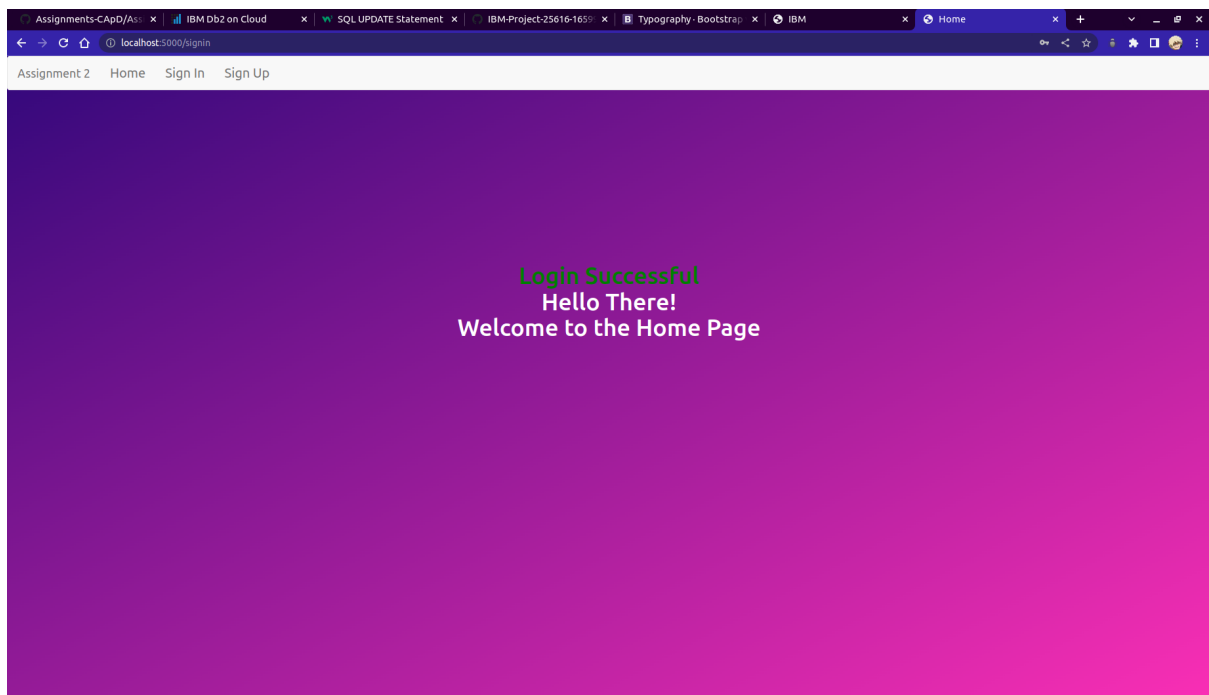 Assignments-CApD/Ass
IBM Db2 on Cloud
SQL UPDATE Statement
IBM-Project-25616-1659
B Typography · Bootstrap
IBM
Home
localhost:5000/signin
Assignment 2 Home Sign In Sign Up
Login Successful
Hello There!
Welcome to the Home Page